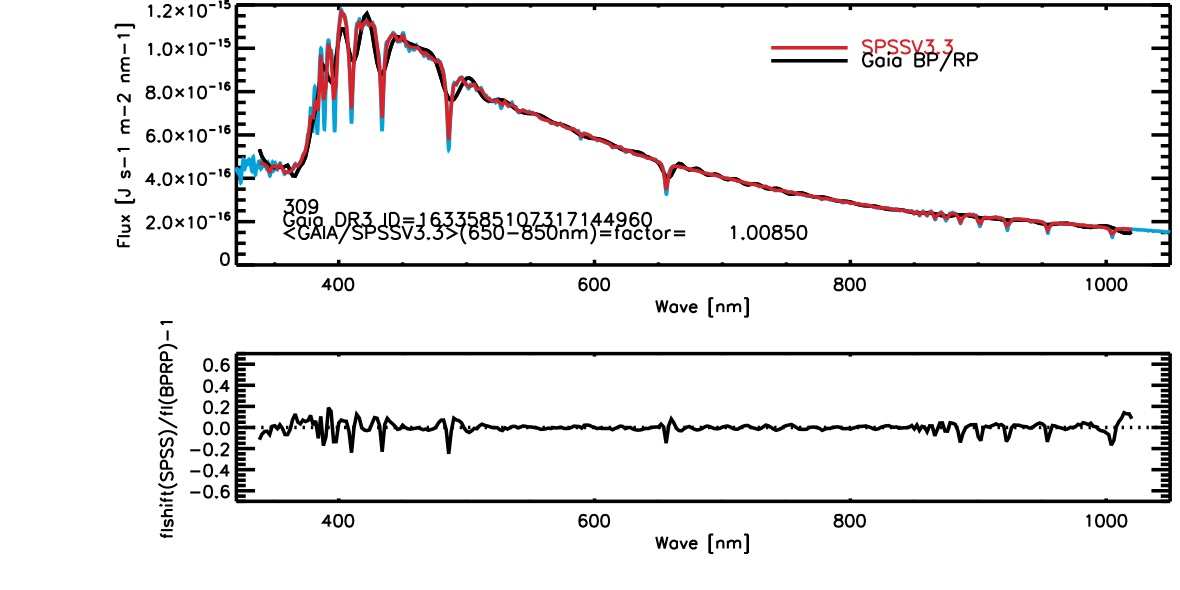 1.2×10⁻¹⁵
1.0×10⁻¹⁵
8.0×10⁻¹⁶
6.0×10⁻¹⁶
4.0×10⁻¹⁶
2.0×10⁻¹⁶
0
Flux [J s−1 m−2 nm−1]
SPSSV3.3
Gaia BP/RP
309
Gaia DR3 ID=1633585107317144960
<GAIA/SPSSV3.3>(650−850nm)=factor= 1.00850
400 600 800 1000
Wave [nm]
flshift(SPSS)/fl(BPRP)−1
0.6
0.4
0.2
0.0
−0.2
−0.4
−0.6
400 600 800 1000
Wave [nm]